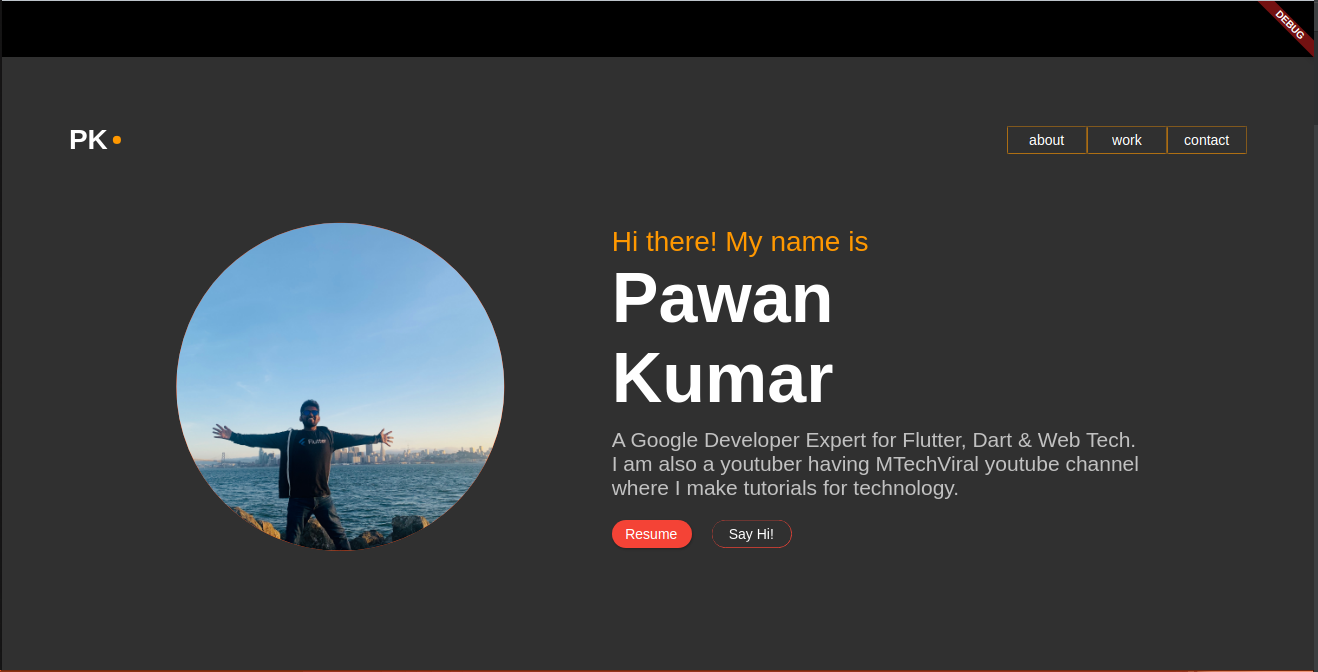 DEBUG
PK
about
work
contact
Hi there! My name is
Pawan
Kumar
A Google Developer Expert for Flutter, Dart & Web Tech.
I am also a youtuber having MTechViral youtube channel
where I make tutorials for technology.
Flutter
Resume
Say Hi!